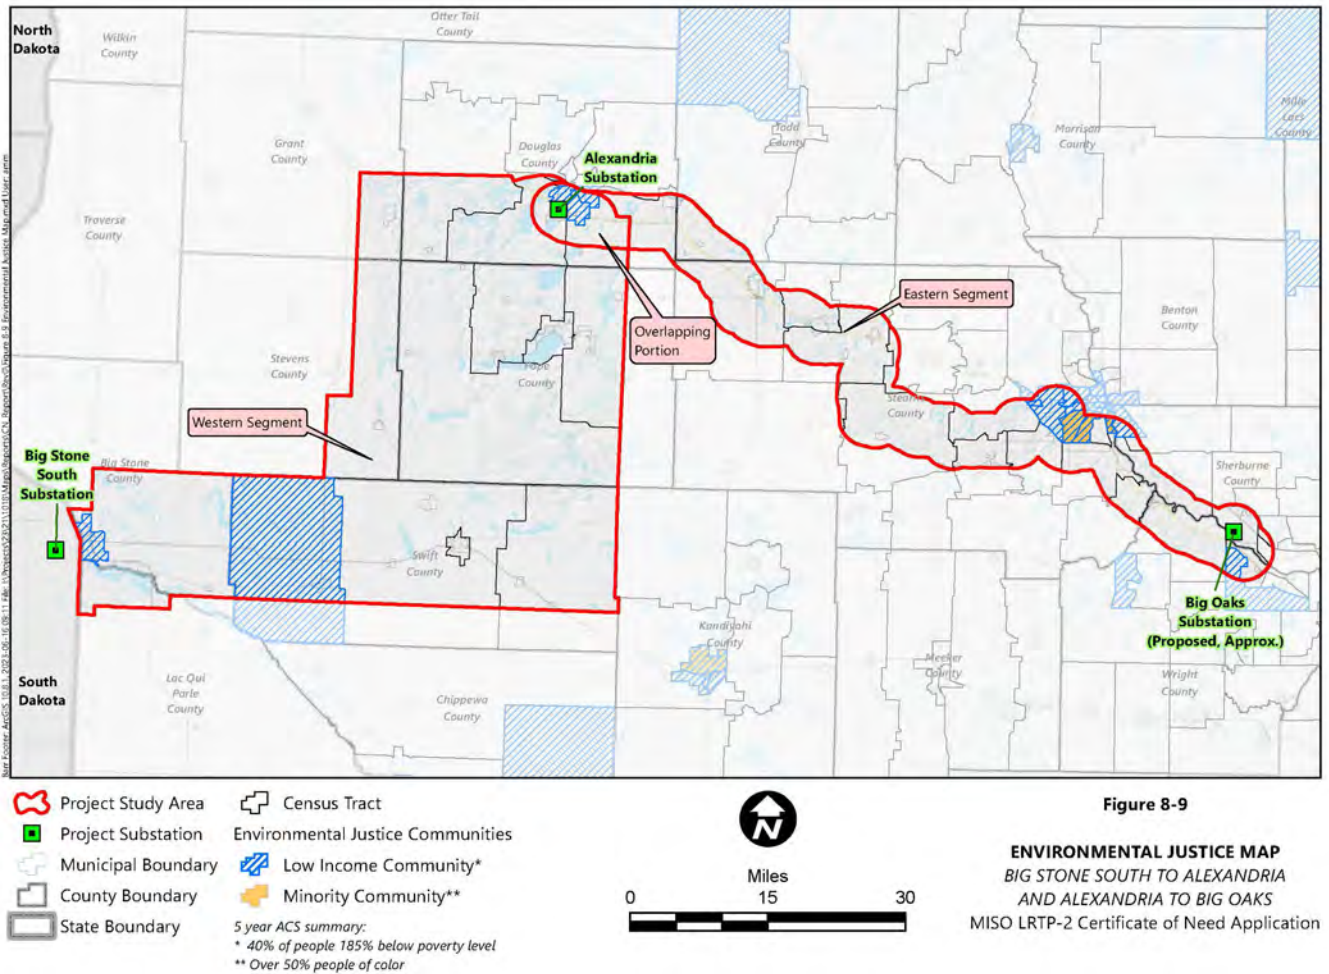 North
Dakota
Wilkin
County
Otter Tail
County
Grant
County
Douglas
County
Todd
County
Morrison
County
Mille
Lacs
County
Alexandria
Substation
Traverse
County
Eastern Segment
Overlapping
Portion
Benton
County
Stevens
County
Pope
County
Stearns
County
Western Segment
Big Stone
South
Substation
Big Stone
County
Sherburne
County
Swift
County
Big Oaks
Substation
(Proposed, Approx.)
Kandiyohi
County
Meeker
County
Wright
County
South
Dakota
Lac Qui
Parle
County
Chippewa
County
Project Study Area
Project Substation
Municipal Boundary
County Boundary
State Boundary
Census Tract
Environmental Justice Communities
Low Income Community*
Minority Community**
5 year ACS summary:
* 40% of people 185% below poverty level
** Over 50% people of color
N
Miles
0 15 30
Figure 8-9
ENVIRONMENTAL JUSTICE MAP
BIG STONE SOUTH TO ALEXANDRIA
AND ALEXANDRIA TO BIG OAKS
MISO LRTP-2 Certificate of Need Application